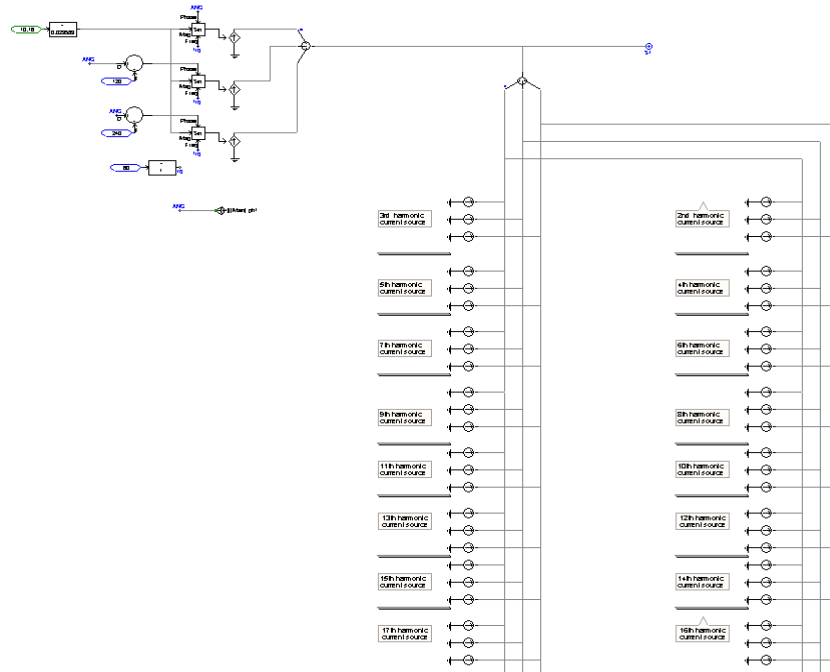 ANG
Phase
Sin
Mag
Freq
ANG
D
120
Phase
Sin
Mag
Freq
ANG
D
240
Phase
Sin
Mag
Freq
60
ANG
3rd harmonic
current source
2nd harmonic
current source
5th harmonic
current source
4th harmonic
current source
7th harmonic
current source
6th harmonic
current source
9th harmonic
current source
8th harmonic
current source
11th harmonic
current source
10th harmonic
current source
13th harmonic
current source
12th harmonic
current source
15th harmonic
current source
14th harmonic
current source
17th harmonic
current source
16th harmonic
current source